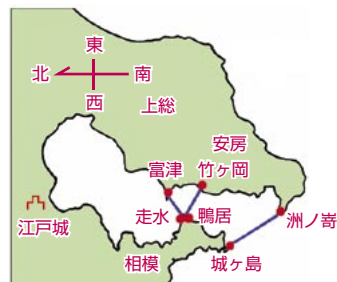 東
北 南
西
上総
安房
富津 竹ヶ岡
江戸城 走水 鴨居 洲ノ嵜
相模 城ヶ島